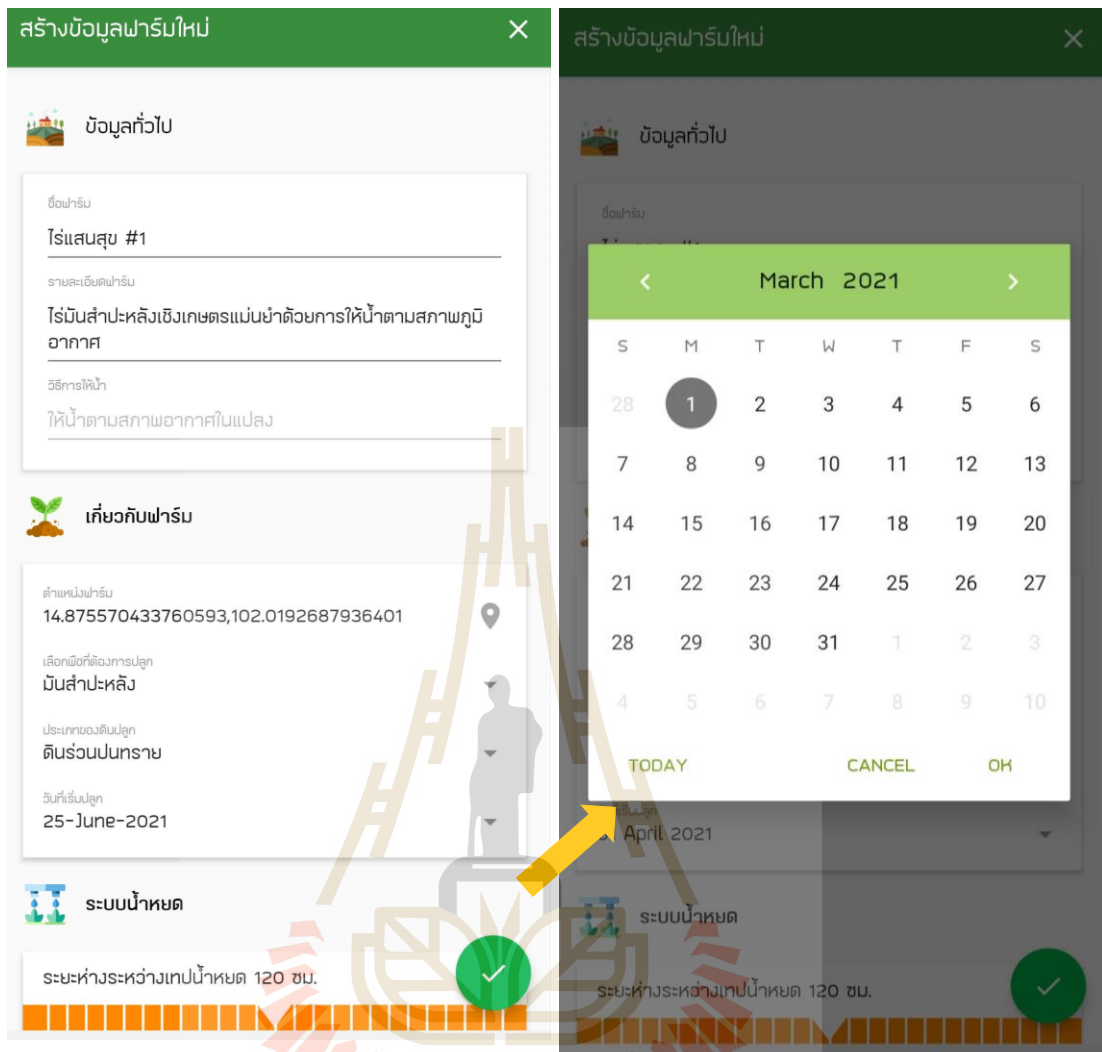 สร้างข้อมูลฟาร์มใหม่
ข้อมูลทั่วไป
ชื่อฟาร์ม
ไร่แสนสุข #1
รายละเอียดฟาร์ม
ไร่มันสำปะหลังเชิงเกษตรแม่นยำด้วยการให้น้ำตามสภาพภูมิ
อากาศ
วิธีการให้น้ำ
ให้น้ำตามสภาพอากาศในแปลง
เกี่ยวกับฟาร์ม
ตำแหน่งฟาร์ม
14.875570433760593,102.0192687936401
เลือกพืชที่ต้องการปลูก
มันสำปะหลัง
ประเภทของดินปลูก
ดินร่วนปนทราย
วันที่เริ่มปลูก
25-June-2021
ระบบน้ำหยด
ระยะห่างระหว่างเทปน้ำหยด 120 ซม.
สร้างข้อมูลฟาร์มใหม่
ข้อมูลทั่วไป
ชื่อฟาร์ม
March 2021
S M T W T F S
28 1 2 3 4 5 6
7 8 9 10 11 12 13
14 15 16 17 18 19 20
21 22 23 24 25 26 27
28 29 30 31 1 2 3
4 5 6 7 8 9 10
TODAY CANCEL OK
April 2021
ระบบน้ำหยด
ระยะห่างระหว่างเทปน้ำหยด 120 ซม.